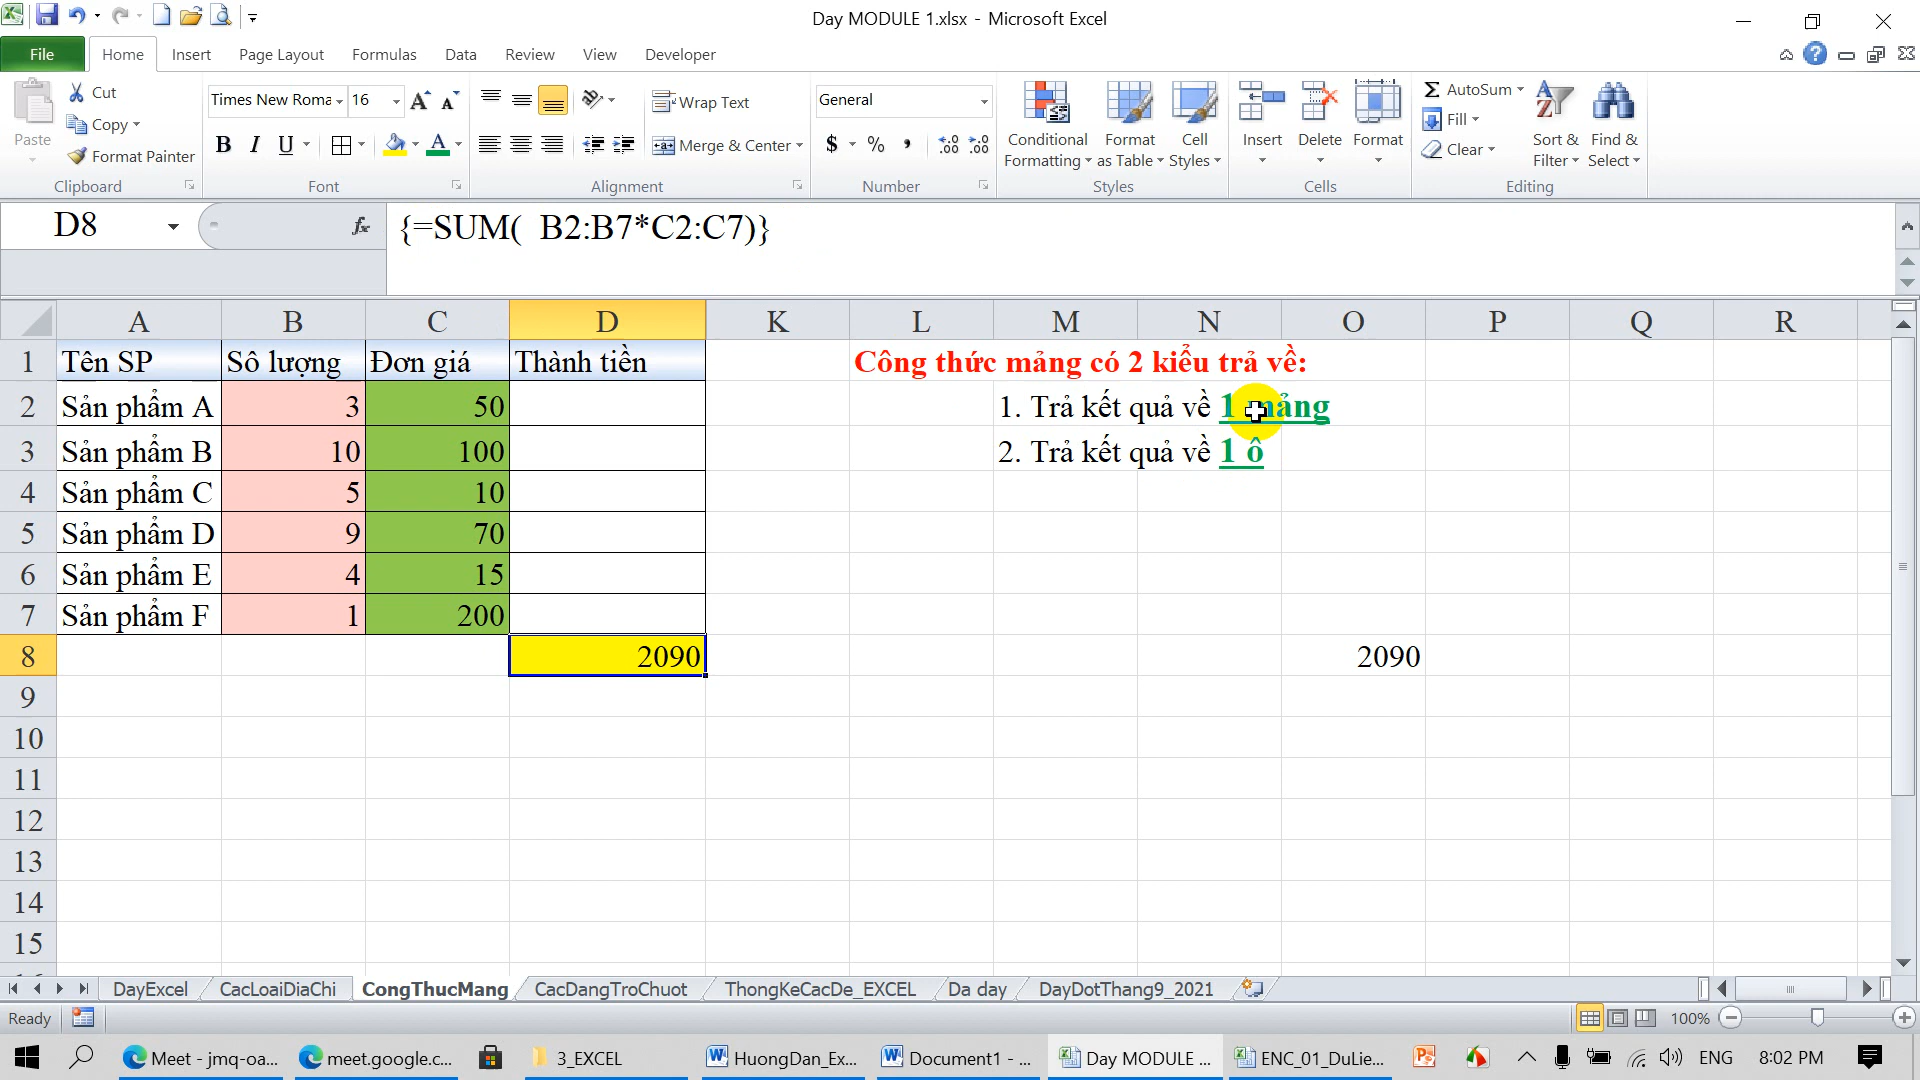 Day MODULE 1.xlsx - Microsoft Excel
File Home Insert Page Layout Formulas Data Review View Developer
Paste
Cut
Copy
Format Painter
Clipboard
Times New Roma 16
B I U
Font
Wrap Text
Merge & Center
Alignment
General
$ % ,
Number
Conditional Formatting
Format as Table
Cell Styles
Styles
Insert Delete Format
Cells
AutoSum
Fill
Clear
Sort & Filter
Find & Select
Editing
D8 fx {=SUM( B2:B7*C2:C7)}
A B C D K L M N O P Q R
1 Tên SP Sô lượng Đơn giá Thành tiền Công thức mảng có 2 kiểu trả về:
2 Sản phẩm A 3 50 1. Trả kết quả về 1 mảng
3 Sản phẩm B 10 100 2. Trả kết quả về 1 ô
4 Sản phẩm C 5 10
5 Sản phẩm D 9 70
6 Sản phẩm E 4 15
7 Sản phẩm F 1 200
8 2090 2090
9
10
11
12
13
14
15
DayExcel CacLoaiDiaChi CongThucMang CacDangTroChuot ThongKeCacDe_EXCEL Da day DayDotThang9_2021
Ready 100%
Meet - jmq-oa... meet.google.c... 3_EXCEL HuongDan_Ex... Document1 - ... Day MODULE ... ENC_01_DuLie... ENG 8:02 PM